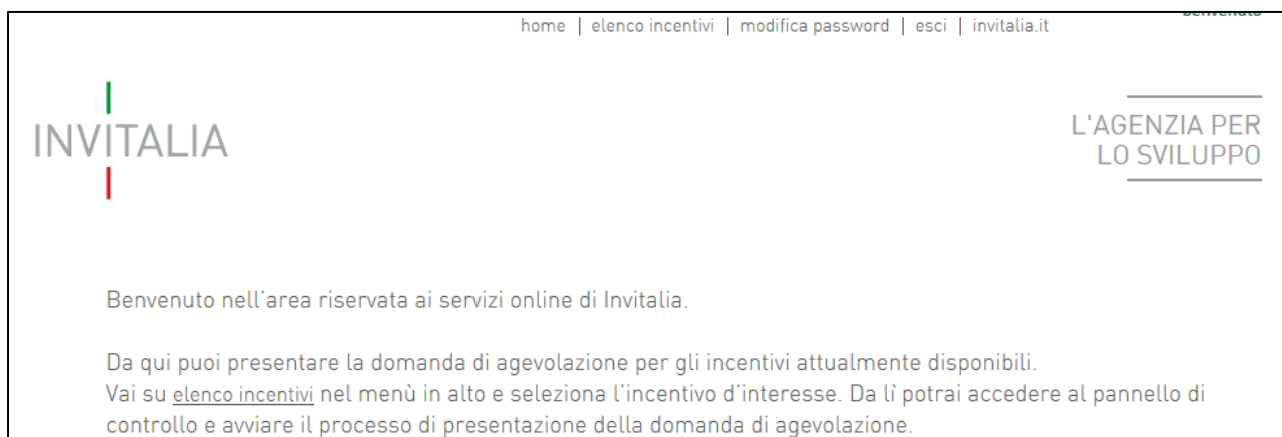 benvenuto
home | elenco incentivi | modifica password | esci | invitalia.it
INVITALIA
L'AGENZIA PER
LO SVILUPPO
Benvenuto nell'area riservata ai servizi online di Invitalia.
Da qui puoi presentare la domanda di agevolazione per gli incentivi attualmente disponibili.
Vai su elenco incentivi nel menù in alto e seleziona l'incentivo d'interesse. Da lì potrai accedere al pannello di
controllo e avviare il processo di presentazione della domanda di agevolazione.